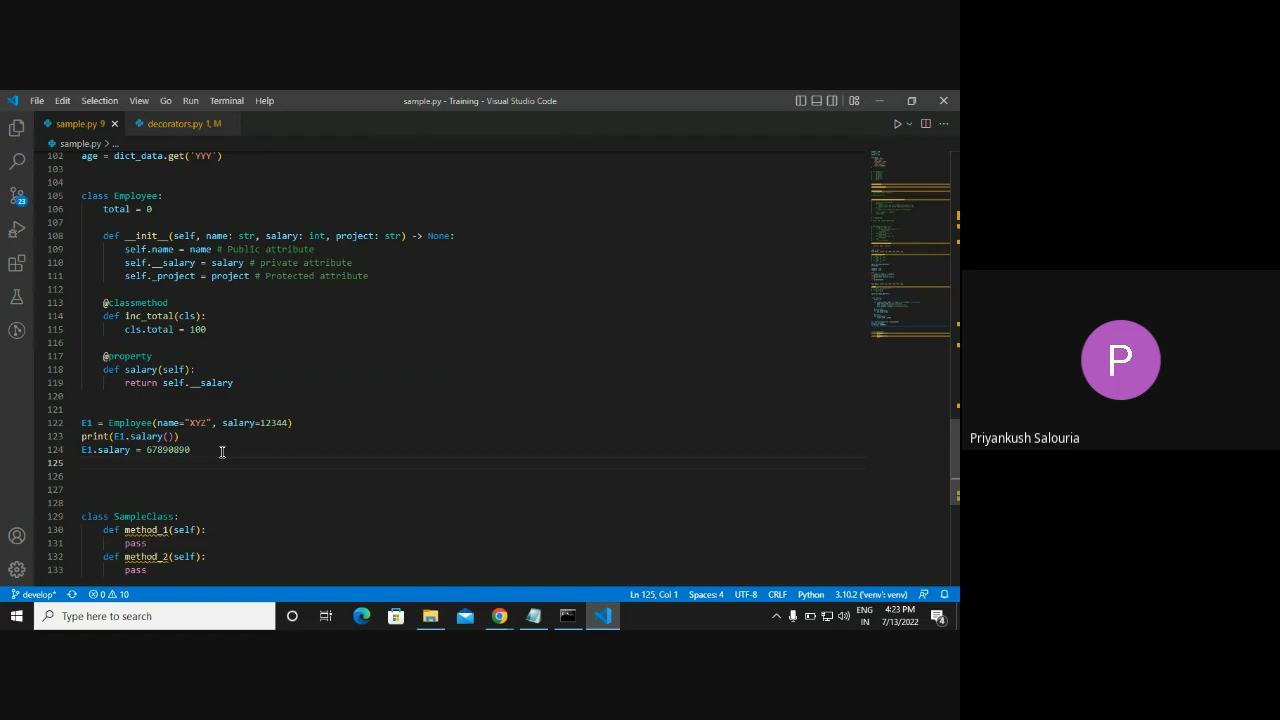 File Edit Selection View Go Run Terminal Help
sample.py - Training - Visual Studio Code
sample.py 9
decorators.py 1, M
sample.py > ...
102 age = dict_data.get('YYY')
103
104
105 class Employee:
106 total = 0
107
108 def __init__(self, name: str, salary: int, project: str) -> None:
109 self.name = name # Public attribute
110 self.__salary = salary # private attribute
111 self._project = project # Protected attribute
112
113 @classmethod
114 def inc_total(cls):
115 cls.total = 100
116
117 @property
118 def salary(self):
119 return self.__salary
120
121
122 E1 = Employee(name="XYZ", salary=12344)
123 print(E1.salary())
124 E1.salary = 67890890
125
126
127
128
129 class SampleClass:
130 def method_1(self):
131 pass
132 def method_2(self):
133 pass
23
P
Priyankush Salouria
develop* 0 10 Ln 125, Col 1 Spaces: 4 UTF-8 CRLF Python 3.10.2 ('venv': venv)
Type here to search
ENG
IN
4:23 PM
7/13/2022
4